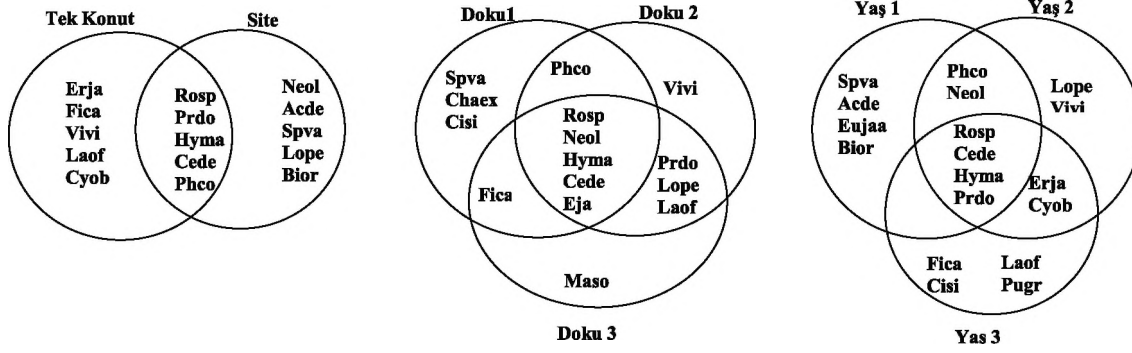 Tek Konut
Site
Erja
Fica
Vivi
Laof
Cyob
Rosp
Prdo
Hyma
Cede
Phco
Neol
Acde
Spva
Lope
Bior
Doku1
Doku 2
Spva
Chaex
Cisi
Phco
Vivi
Rosp
Neol
Hyma
Cede
Eja
Prdo
Lope
Laof
Fica
Maso
Doku 3
Yaş 1
Yaş 2
Spva
Acde
Eujaa
Bior
Phco
Neol
Lope
Vivi
Rosp
Cede
Hyma
Prdo
Erja
Cyob
Fica
Cisi
Laof
Pugr
Yaş 3